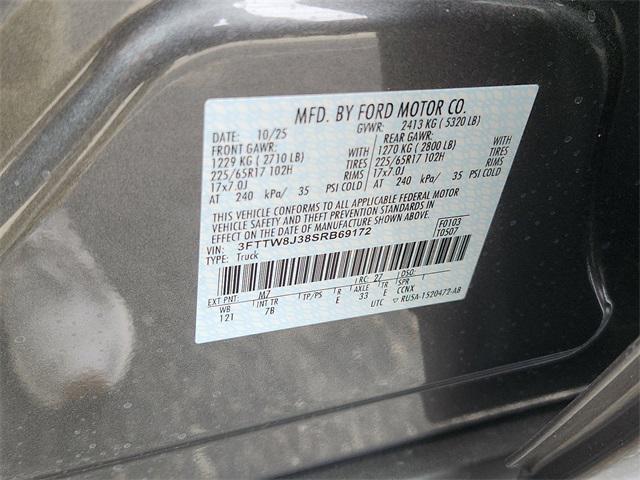 MFD. BY FORD MOTOR CO.
DATE: 10/25 GVWR: 2413 KG ( 5320 LB)
FRONT GAWR: REAR GAWR:
1229 KG ( 2710 LB) WITH 1270 KG ( 2800 LB) WITH
225/65R17 102H TIRES 225/65R17 102H TIRES
17x7.0J RIMS 17x7.0J RIMS
AT 240 kPa/ 35 PSI COLD AT 240 kPa/ 35 PSI COLD
THIS VEHICLE CONFORMS TO ALL APPLICABLE FEDERAL MOTOR
VEHICLE SAFETY AND THEFT PREVENTION STANDARDS IN
EFFECT ON THE DATE OF MANUFACTURE SHOWN ABOVE.
VIN: 3FTTW8J38SRB69172 F0103
TYPE: Truck T0507
RC: 27 DSO:
EXT PNT: M7
WB INT TR TP/PS R AXLE TR SPR
121 7B E 33 E CCNX
UTC ▽ RUSA-1520472-AB